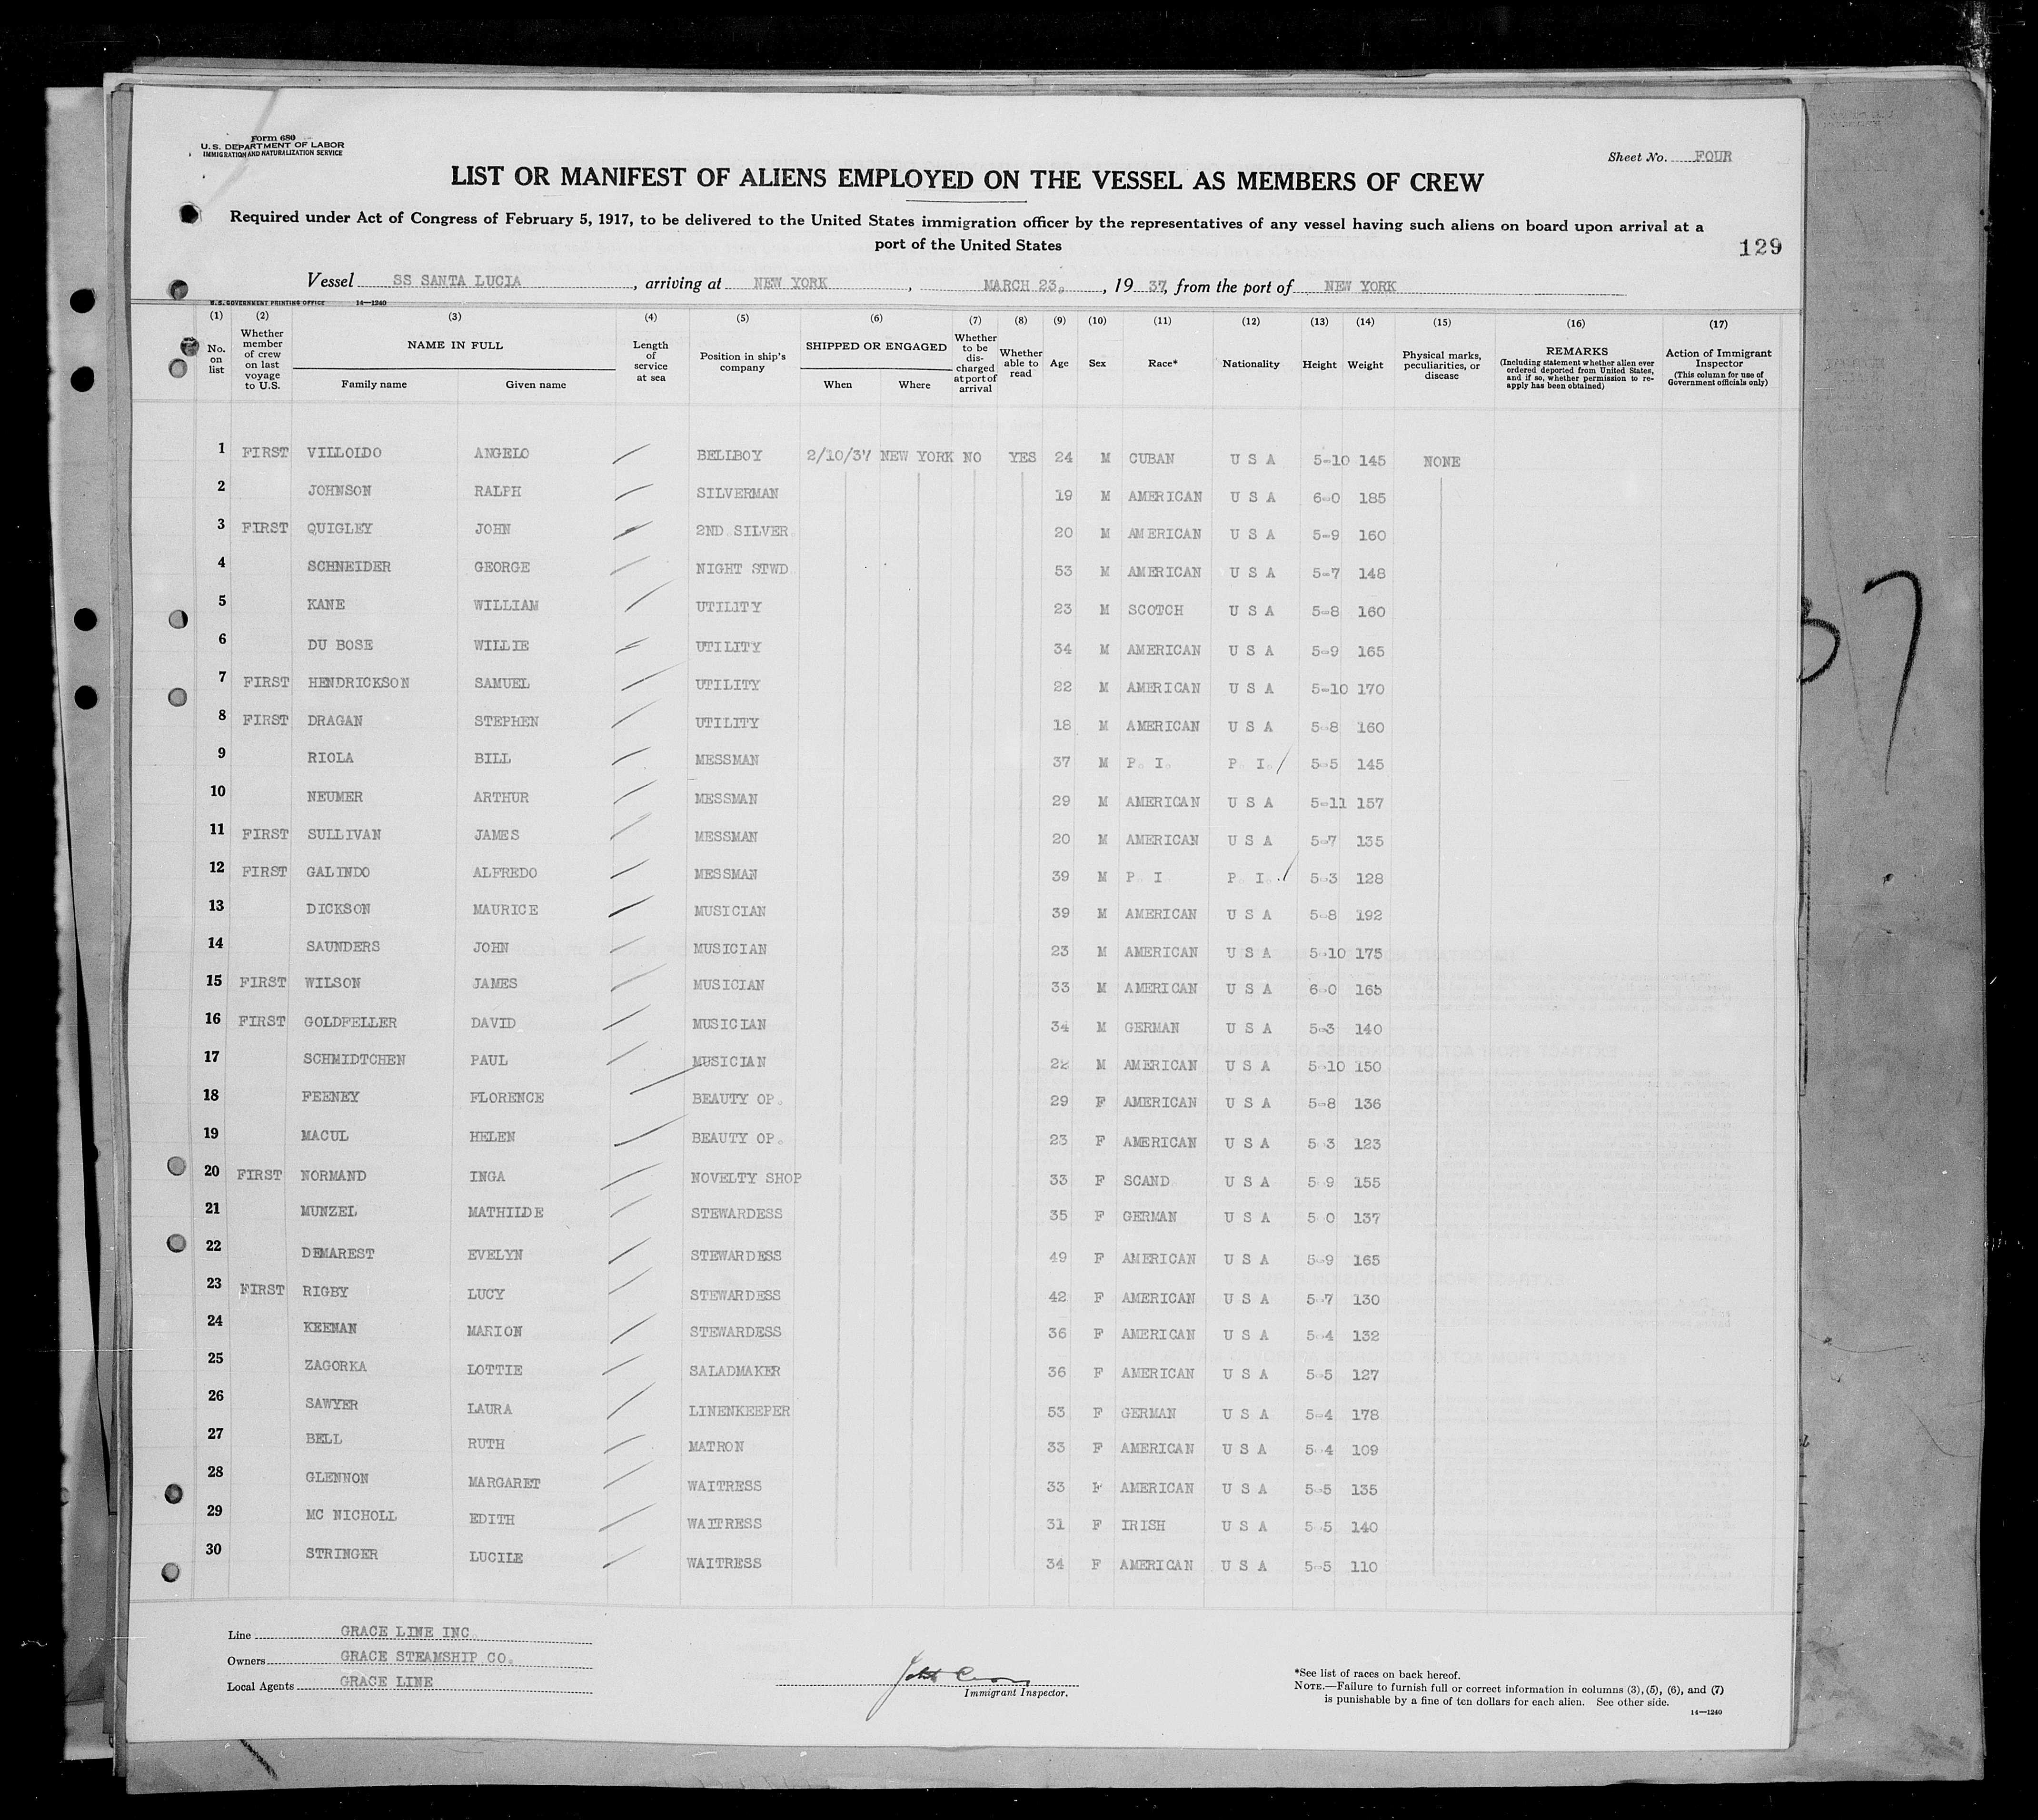 Form 680
U. S. DEPARTMENT OF LABOR
IMMIGRATION AND NATURALIZATION SERVICE
Sheet No. FOUR
LIST OR MANIFEST OF ALIENS EMPLOYED ON THE VESSEL AS MEMBERS OF CREW
Required under Act of Congress of February 5, 1917, to be delivered to the United States immigration officer by the representatives of any vessel having such aliens on board upon arrival at a
port of the United States
129
Vessel SS SANTA LUCIA, arriving at NEW YORK, MARCH 23., 19 37, from the port of NEW YORK
U. S. GOVERNMENT PRINTING OFFICE 14—1240
(1) (2) (3) (4) (5) (6) (7) (8) (9) (10) (11) (12) (13) (14) (15) (16) (17)
No. on list
Whether member of crew on last voyage to U.S.
NAME IN FULL
Family name Given name
Length of service at sea
Position in ship's company
SHIPPED OR ENGAGED
When Where
Whether to be discharged at port of arrival
Whether able to read
Age Sex Race* Nationality Height Weight
Physical marks, peculiarities, or disease
REMARKS
(Including statement whether alien ever ordered deported from United States, and if so, whether permission to reapply has been obtained)
Action of Immigrant Inspector
(This column for use of Government officials only)
1 FIRST VILLOLDO ANGELO BELLBOY 2/10/37 NEW YORK NO YES 24 M CUBAN U S A 5-10 145 NONE
2 JOHNSON RALPH SILVERMAN 19 M AMERICAN U S A 6-0 185
3 FIRST QUIGLEY JOHN 2ND SILVER. 20 M AMERICAN U S A 5-9 160
4 SCHNEIDER GEORGE NIGHT STWD. 53 M AMERICAN U S A 5-7 148
5 KANE WILLIAM UTILITY 23 M SCOTCH U S A 5-8 160
6 DU BOSE WILLIE UTILITY 34 M AMERICAN U S A 5-9 165
7 FIRST HENDRICKSON SAMUEL UTILITY 22 M AMERICAN U S A 5-10 170
8 FIRST DRAGAN STEPHEN UTILITY 18 M AMERICAN U S A 5-8 160
9 RIOLA BILL MESSMAN 37 M P. I. P. I. 5-5 145
10 NEUMER ARTHUR MESSMAN 29 M AMERICAN U S A 5-11 157
11 FIRST SULLIVAN JAMES MESSMAN 20 M AMERICAN U S A 5-7 135
12 FIRST GALINDO ALFREDO MESSMAN 39 M P. I P. I. 5-3 128
13 DICKSON MAURICE MUSICIAN 39 M AMERICAN U S A 5-8 192
14 SAUNDERS JOHN MUSICIAN 23 M AMERICAN U S A 5-10 175
15 FIRST WILSON JAMES MUSICIAN 33 M AMERICAN U S A 6-0 165
16 FIRST GOLDFELLER DAVID MUSICIAN 34 M GERMAN U S A 5-3 140
17 SCHMIDTCHEN PAUL MUSICIAN 22 M AMERICAN U S A 5-10 150
18 FEENEY FLORENCE BEAUTY OP. 29 F AMERICAN U S A 5-8 136
19 MACUL HELEN BEAUTY OP. 23 F AMERICAN U S A 5-3 123
20 FIRST NORMAND INGA NOVELTY SHOP 33 F SCAND. U S A 5-9 155
21 MUNZEL MATHILDE STEWARDESS 35 F GERMAN U S A 5-0 137
22 DEMAREST EVELYN STEWARDESS 49 F AMERICAN U S A 5-9 165
23 FIRST RIGBY LUCY STEWARDESS 42 F AMERICAN U S A 5-7 130
24 KEENAN MARION STEWARDESS 36 F AMERICAN U S A 5-4 132
25 ZAGORKA LOTTIE SALADMAKER 36 F AMERICAN U S A 5-5 127
26 SAWYER LAURA LINENKEEPER 53 F GERMAN U S A 5-4 178
27 BELL RUTH MATRON 33 F AMERICAN U S A 5-4 109
28 GLENNON MARGARET WAITRESS 33 F AMERICAN U S A 5-5 135
29 MC NICHOLL EDITH WAITRESS 31 F IRISH U S A 5-5 140
30 STRINGER LUCILE WAITRESS 34 F AMERICAN U S A 5-5 110
Line GRACE LINE INC.
Owners GRACE STEAMSHIP CO.
Local Agents GRACE LINE
Immigrant Inspector.
*See list of races on back hereof.
NOTE.—Failure to furnish full or correct information in columns (3), (5), (6), and (7)
is punishable by a fine of ten dollars for each alien. See other side.
14—1240
37